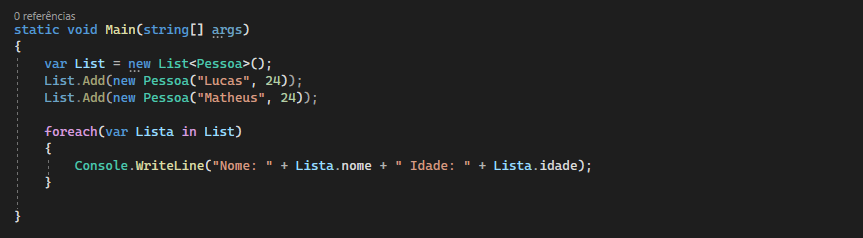 0 referências
static void Main(string[] args)
{
var List = new List<Pessoa>();
List.Add(new Pessoa("Lucas", 24));
List.Add(new Pessoa("Matheus", 24));
foreach(var Lista in List)
{
Console.WriteLine("Nome: " + Lista.nome + " Idade: " + Lista.idade);
}
}